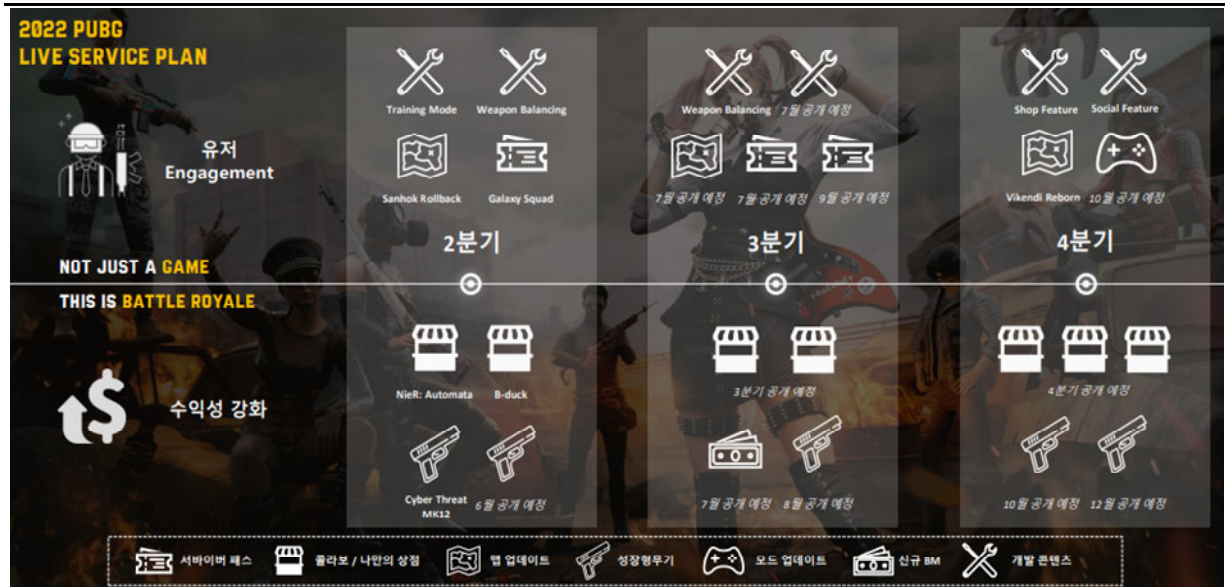 2022 PUBG
LIVE SERVICE PLAN
유저
Engagement
Training Mode Weapon Balancing
Sanhok Rollback Galaxy Squad
2분기
Weapon Balancing 7월 공개 예정
7월 공개 예정 7월 공개 예정 9월 공개 예정
3분기
Shop Feature Social Feature
Vikendi Reborn 10월 공개 예정
4분기
NOT JUST A GAME
THIS IS BATTLE ROYALE
수익성 강화
NieR: Automata B-duck
Cyber Threat
MK12
6월 공개 예정
3분기 공개 예정
7월 공개 예정 8월 공개 예정
4분기 공개 예정
10월 공개 예정 12월 공개 예정
서바이버 패스 콜라보 / 나만의 상점 맵 업데이트 성장형무기 모드 업데이트 신규 BM 개발 콘텐츠